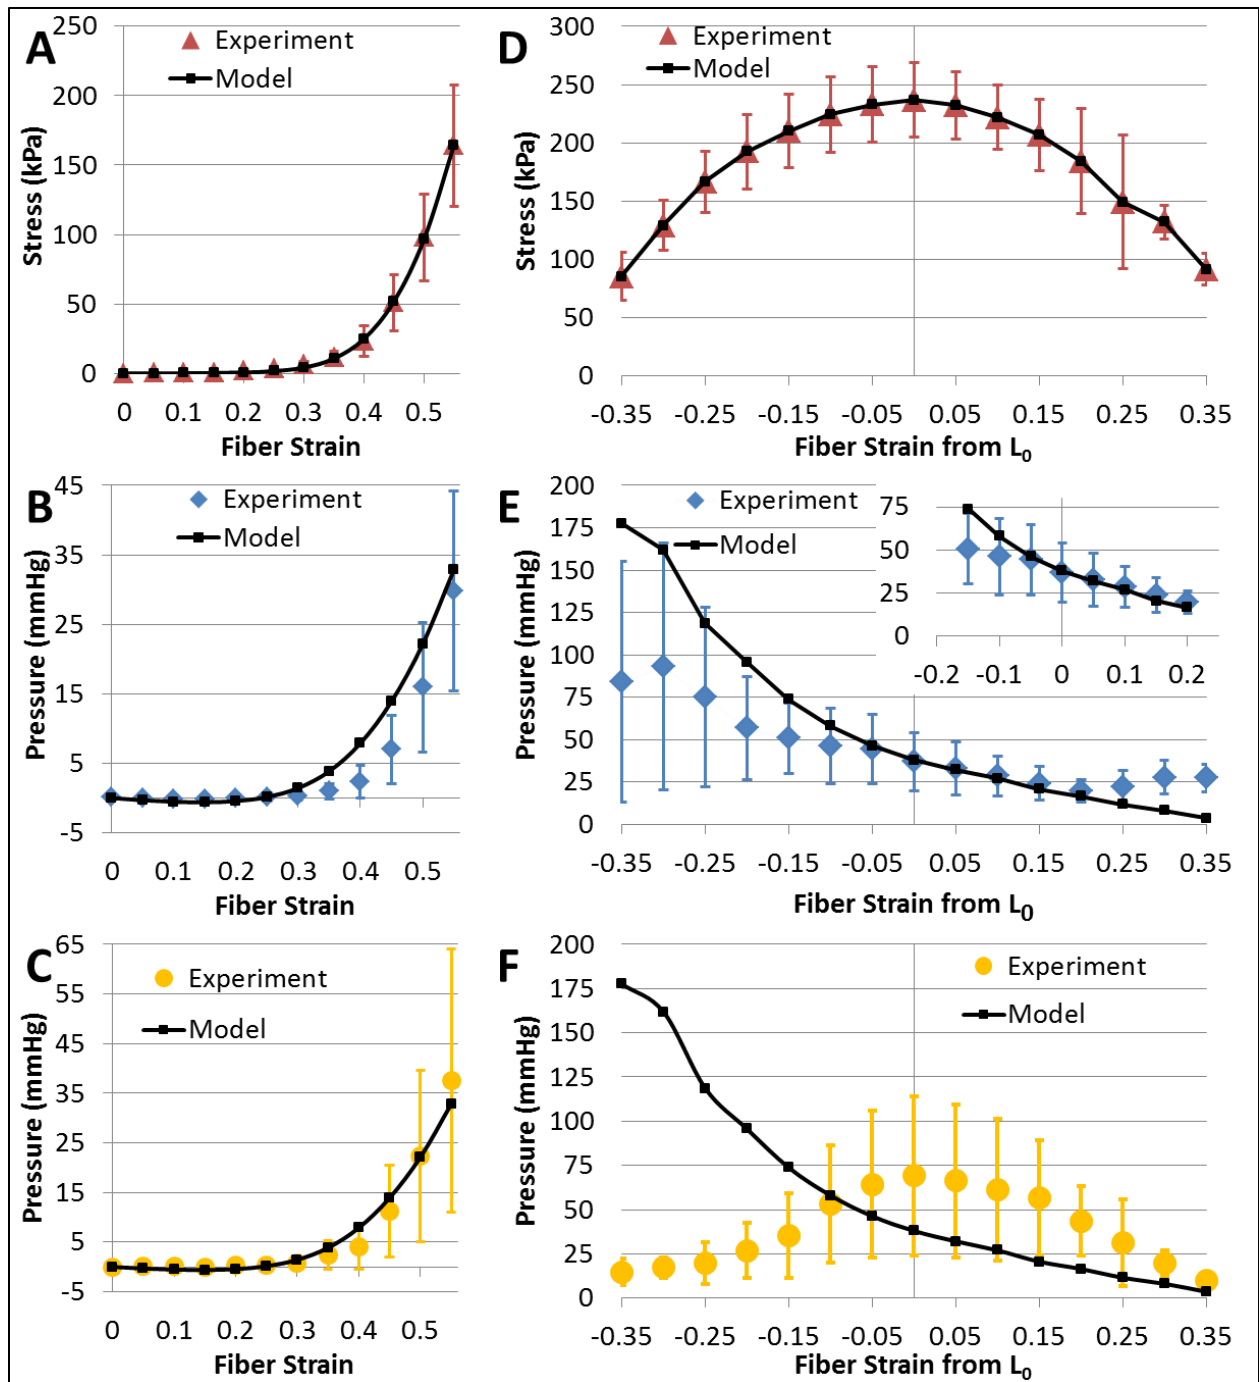 A
Experiment
Model
250
200
150
100
50
0
Stress (kPa)
0 0.1 0.2 0.3 0.4 0.5
Fiber Strain
D
Experiment
Model
300
250
200
150
100
50
0
Stress (kPa)
-0.35 -0.25 -0.15 -0.05 0.05 0.15 0.25 0.35
Fiber Strain from L0
B
Experiment
Model
45
35
25
15
5
-5
Pressure (mmHg)
0 0.1 0.2 0.3 0.4 0.5
Fiber Strain
E
Experiment
Model
200
175
150
125
100
75
50
25
0
Pressure (mmHg)
75
50
25
0
-0.2 -0.1 0 0.1 0.2
-0.35 -0.25 -0.15 -0.05 0.05 0.15 0.25 0.35
Fiber Strain from L0
C
Experiment
Model
65
55
45
35
25
15
5
-5
Pressure (mmHg)
0 0.1 0.2 0.3 0.4 0.5
Fiber Strain
F
Experiment
Model
200
175
150
125
100
75
50
25
0
Pressure (mmHg)
-0.35 -0.25 -0.15 -0.05 0.05 0.15 0.25 0.35
Fiber Strain from L0